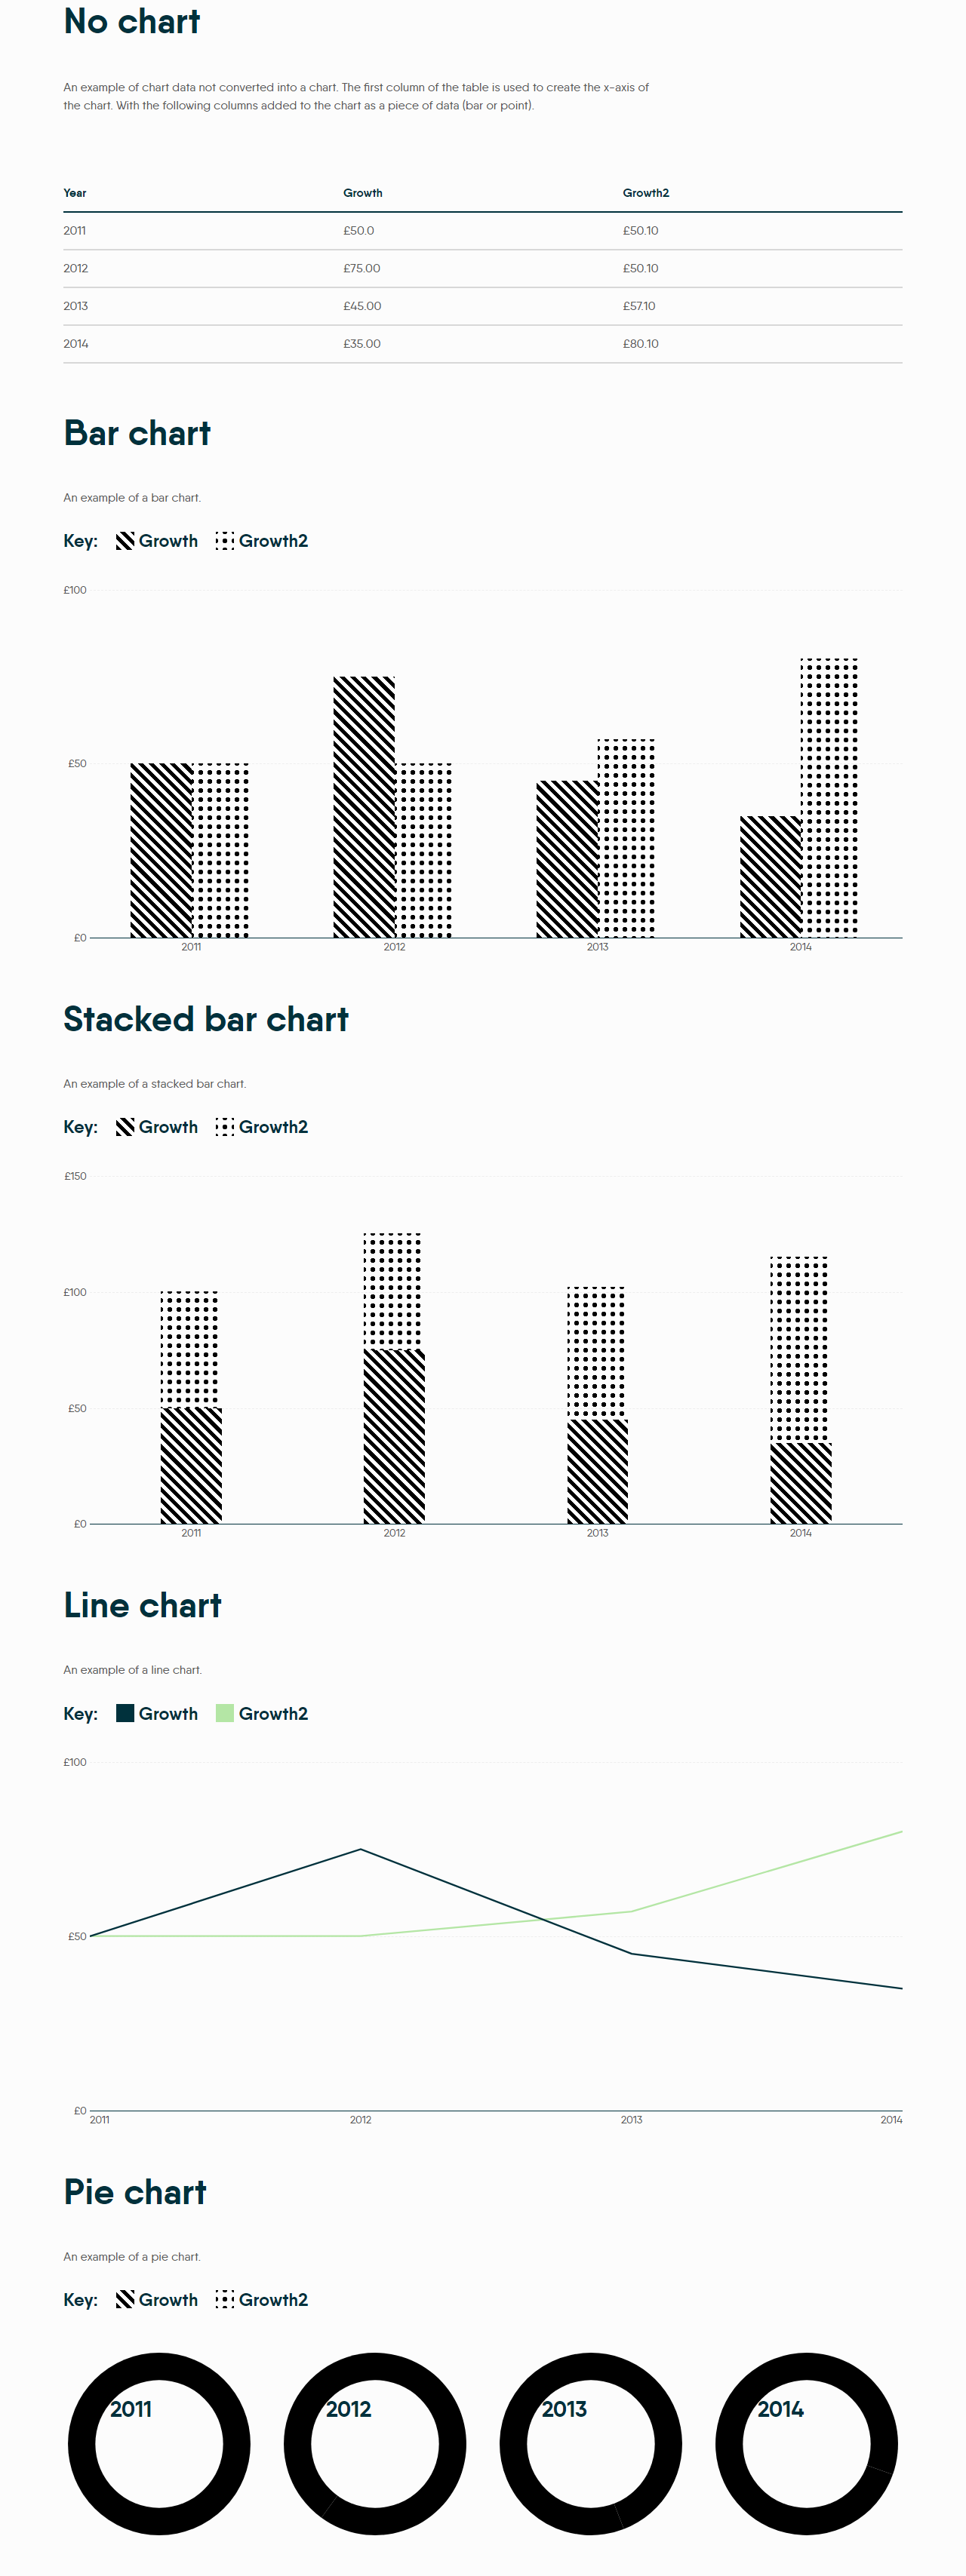 No chart
An example of chart data not converted into a chart. The first column of the table is used to create the x-axis of
the chart. With the following columns added to the chart as a piece of data (bar or point).
Year Growth Growth2
2011 £50.0 £50.10
2012 £75.00 £50.10
2013 £45.00 £57.10
2014 £35.00 £80.10
Bar chart
An example of a bar chart.
Key: Growth Growth2
£100
£50
£0
2011 2012 2013 2014
Stacked bar chart
An example of a stacked bar chart.
Key: Growth Growth2
£150
£100
£50
£0
2011 2012 2013 2014
Line chart
An example of a line chart.
Key: Growth Growth2
£100
£50
£0
2011 2012 2013 2014
Pie chart
An example of a pie chart.
Key: Growth Growth2
2011 2012 2013 2014